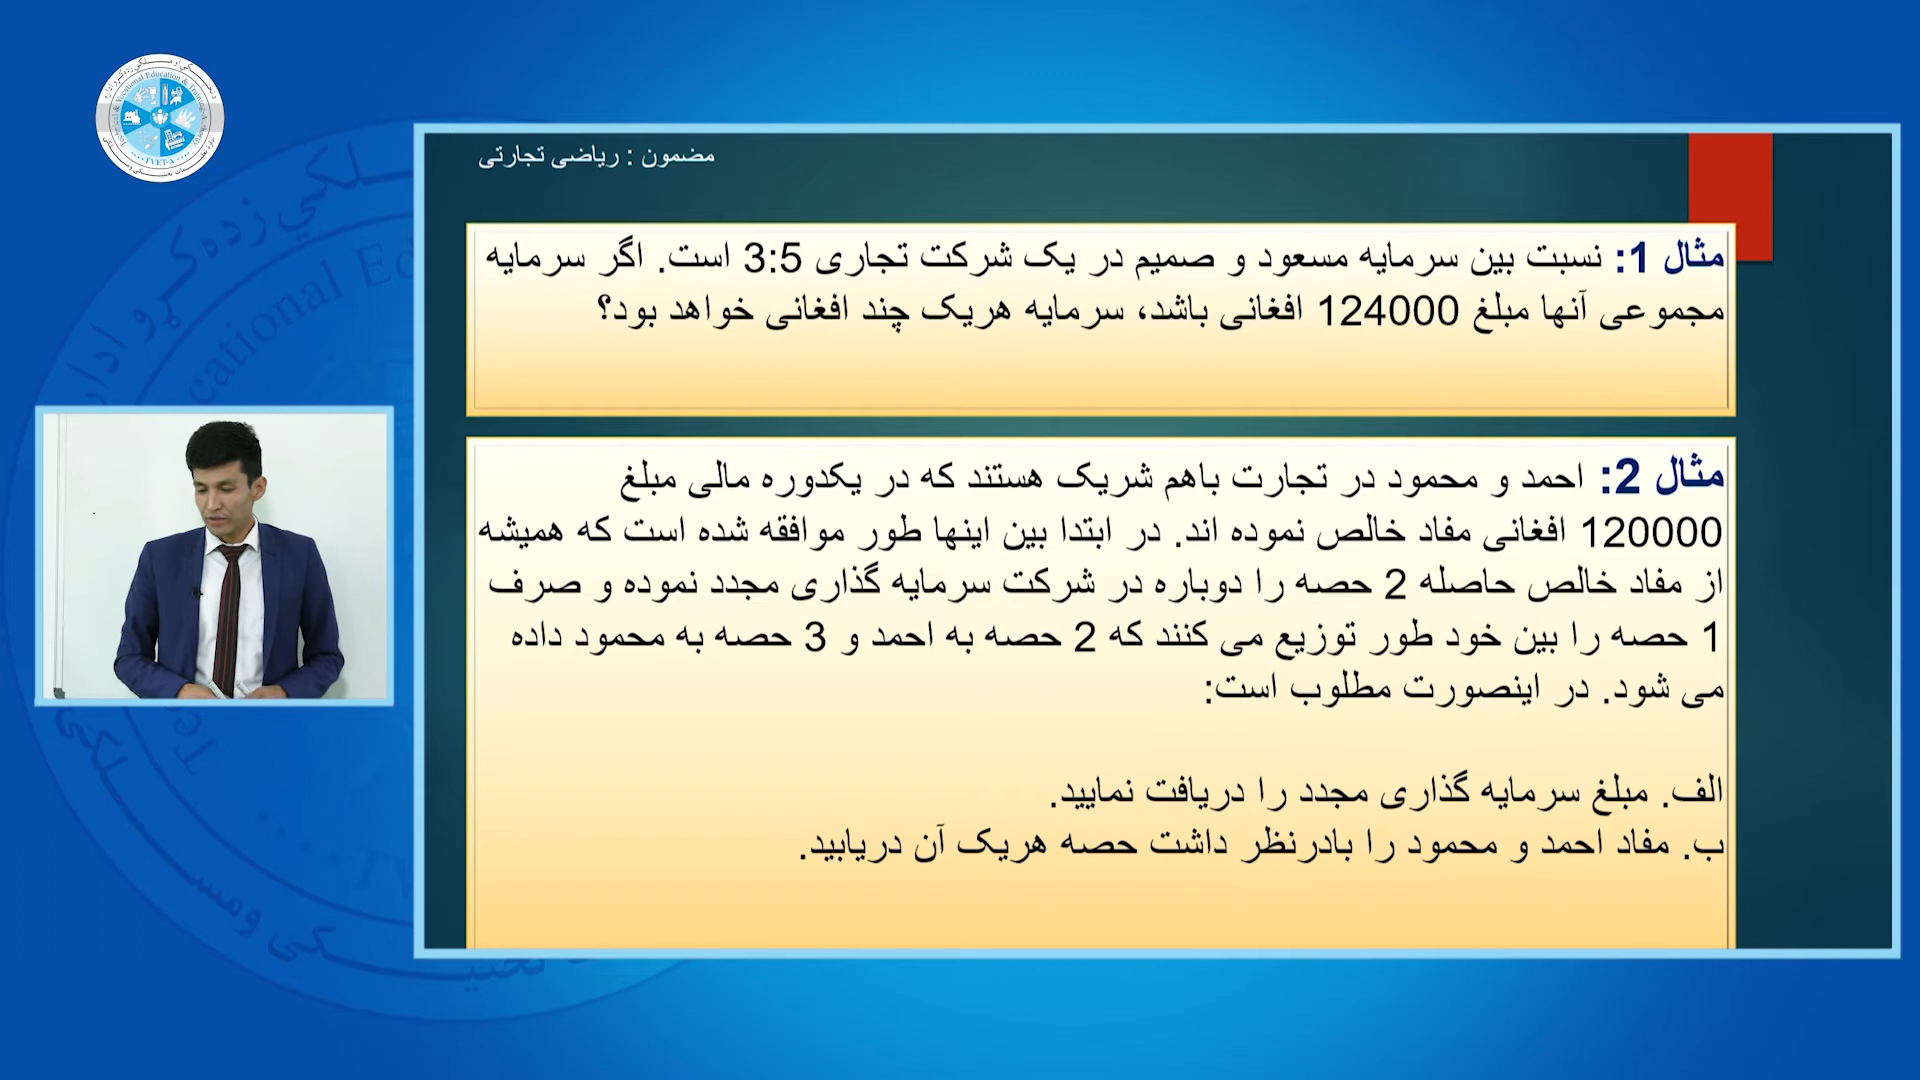 مضمون : ریاضی تجارتی
مثال 1: نسبت بین سرمایه مسعود و صمیم در یک شرکت تجاری 3:5 است. اگر سرمایه
مجموعی آنها مبلغ 124000 افغانی باشد، سرمایه هریک چند افغانی خواهد بود؟
مثال 2: احمد و محمود در تجارت باهم شریک هستند که در یکدوره مالی مبلغ
120000 افغانی مفاد خالص نموده اند. در ابتدا بین اینها طور موافقه شده است که همیشه
از مفاد خالص حاصله 2 حصه را دوباره در شرکت سرمایه گذاری مجدد نموده و صرف
1 حصه را بین خود طور توزیع می کنند که 2 حصه به احمد و 3 حصه به محمود داده
می شود. در اینصورت مطلوب است:
الف. مبلغ سرمایه گذاری مجدد را دریافت نمایید.
ب. مفاد احمد و محمود را بادرنظر داشت حصه هریک آن دریابید.
TVET-A